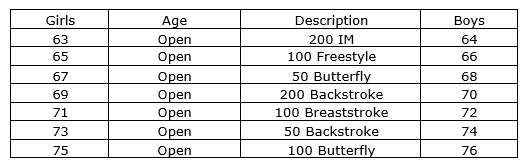 Girls Age Description Boys
63 Open 200 IM 64
65 Open 100 Freestyle 66
67 Open 50 Butterfly 68
69 Open 200 Backstroke 70
71 Open 100 Breaststroke 72
73 Open 50 Backstroke 74
75 Open 100 Butterfly 76